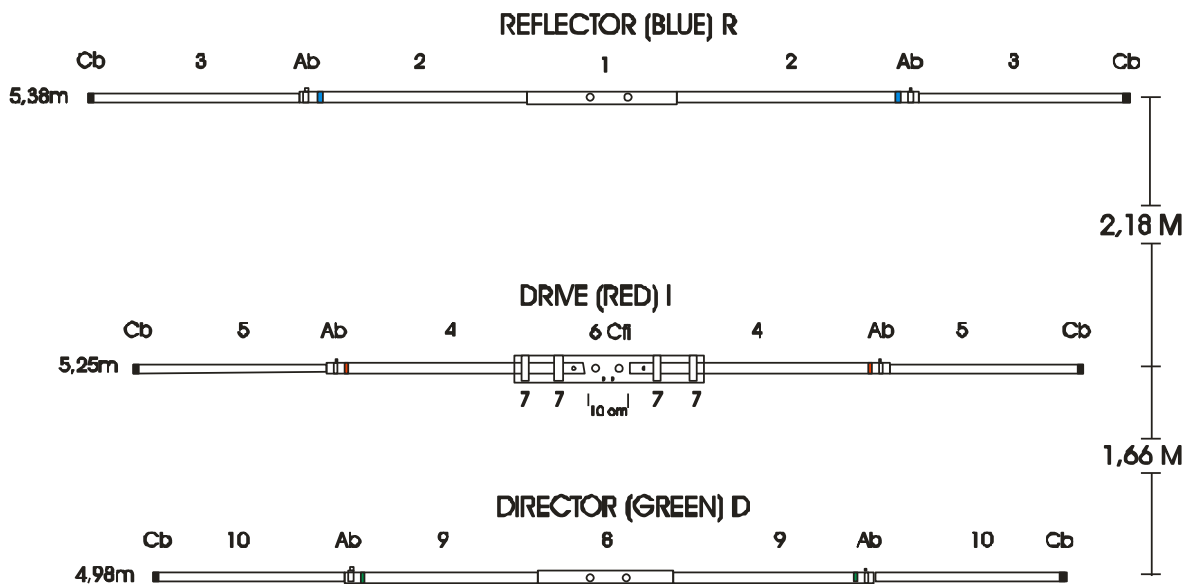 REFLECTOR (BLUE) R
Cb 3 Ab 2 1 2 Ab 3 Cb
5,38m
2,18 M
DRIVE (RED) I
Cb 5 Ab 4 6 Cfi 4 Ab 5 Cb
5,25m
7 7 10 cm 7 7
1,66 M
DIRECTOR (GREEN) D
Cb 10 Ab 9 8 9 Ab 10 Cb
4,98m